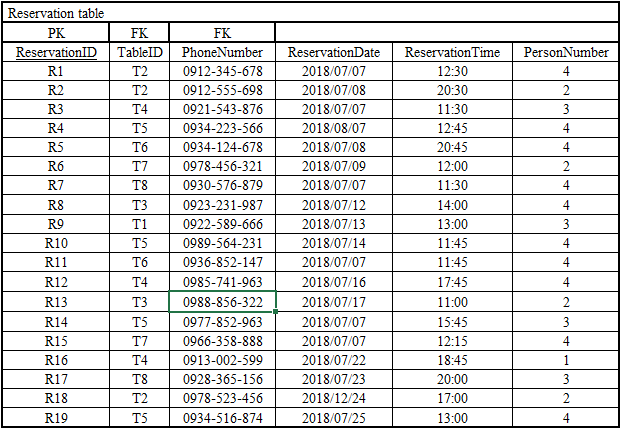 Reservation table
PK FK FK
ReservationID TableID PhoneNumber ReservationDate ReservationTime PersonNumber
R1 T2 0912-345-678 2018/07/07 12:30 4
R2 T2 0912-555-698 2018/07/08 20:30 2
R3 T4 0921-543-876 2018/07/07 11:30 3
R4 T5 0934-223-566 2018/08/07 12:45 4
R5 T6 0934-124-678 2018/07/08 20:45 4
R6 T7 0978-456-321 2018/07/09 12:00 2
R7 T8 0930-576-879 2018/07/07 11:30 4
R8 T3 0923-231-987 2018/07/12 14:00 4
R9 T1 0922-589-666 2018/07/13 13:00 3
R10 T5 0989-564-231 2018/07/14 11:45 4
R11 T6 0936-852-147 2018/07/07 11:45 4
R12 T4 0985-741-963 2018/07/16 17:45 4
R13 T3 0988-856-322 2018/07/17 11:00 2
R14 T5 0977-852-963 2018/07/07 15:45 3
R15 T7 0966-358-888 2018/07/07 12:15 4
R16 T4 0913-002-599 2018/07/22 18:45 1
R17 T8 0928-365-156 2018/07/23 20:00 3
R18 T2 0978-523-456 2018/12/24 17:00 2
R19 T5 0934-516-874 2018/07/25 13:00 4